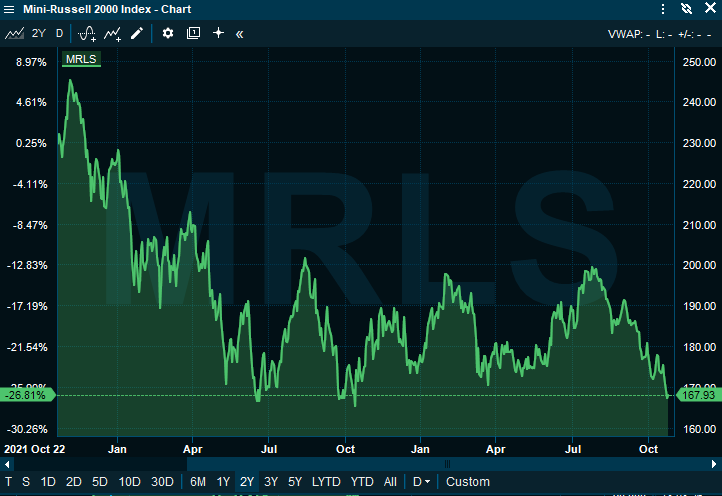 Mini-Russell 2000 Index - Chart
2Y D VWAP: - L: - +/-: - -
MRLS
8.97% 250.00
4.61% 240.00
0.25% 230.00
-4.11% 220.00
-8.47% 210.00
-12.83% 200.00
-17.19% 190.00
-21.54% 180.00
170.00
-26.81% 167.93
-30.26% 160.00
MRLS
2021 Oct 22 Jan Apr Jul Oct Jan Apr Jul Oct
T S 1D 2D 5D 10D 30D 6M 1Y 2Y 3Y 5Y LYTD YTD All D Custom